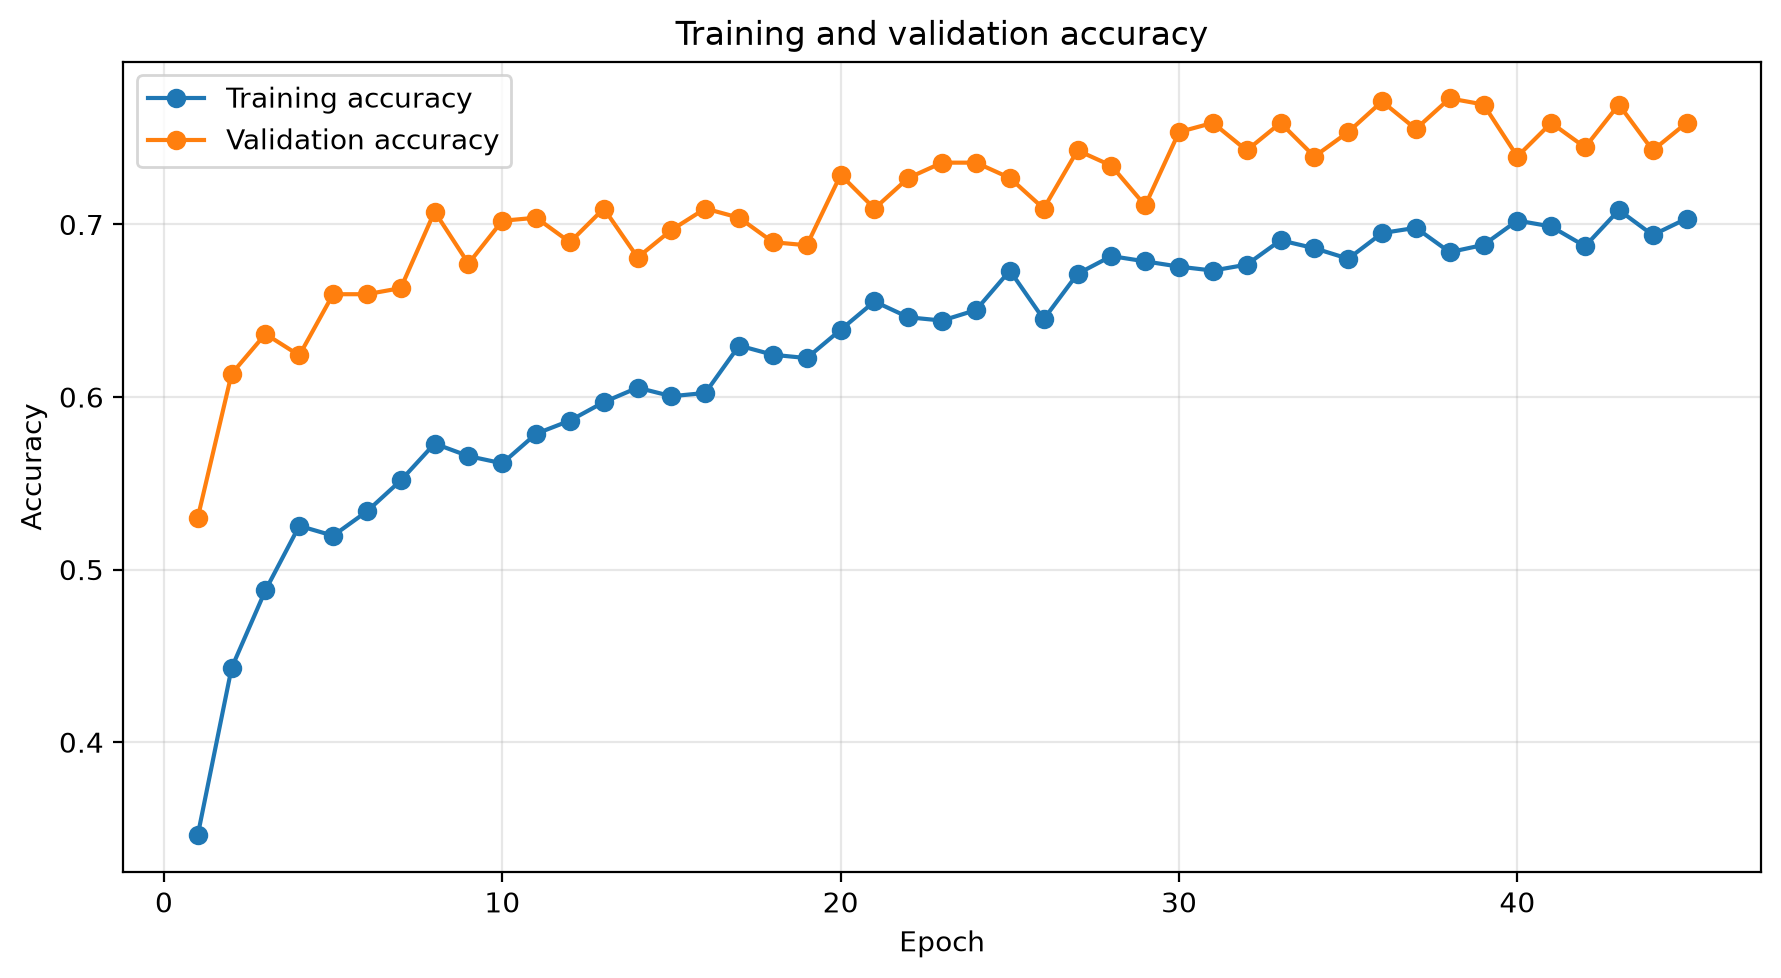 Training and validation accuracy
Training accuracy
Validation accuracy
0.7
0.6
0.5
0.4
Accuracy
0 10 20 30 40
Epoch